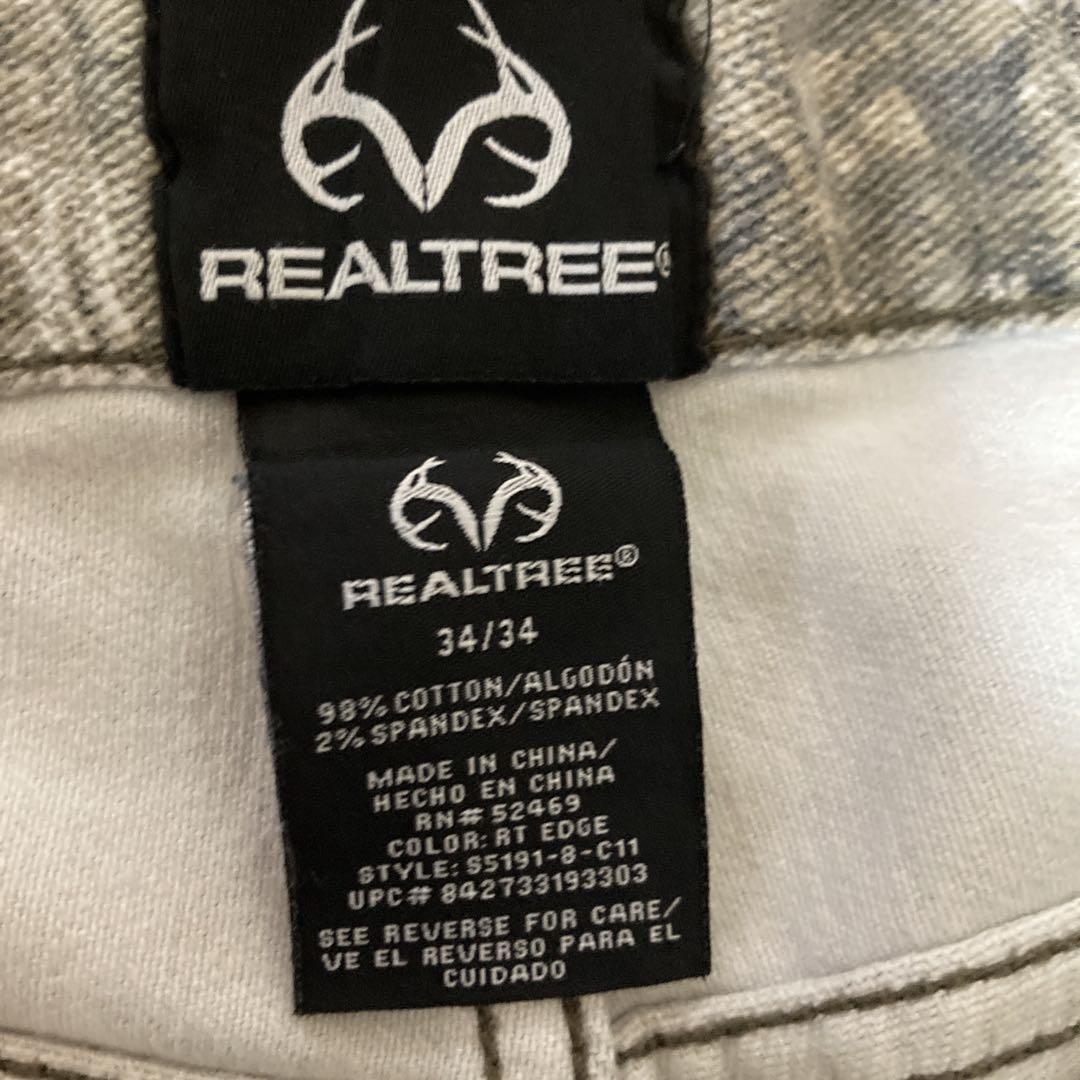 REALTREE®
REALTREE®
34/34
98% COTTON/ALGODÓN
2% SPANDEX/SPANDEX
MADE IN CHINA/
HECHO EN CHINA
RN# 52469
COLOR: RT EDGE
STYLE: S5191-8-C11
UPC# 842733193303
SEE REVERSE FOR CARE/
VE EL REVERSO PARA EL
CUIDADO